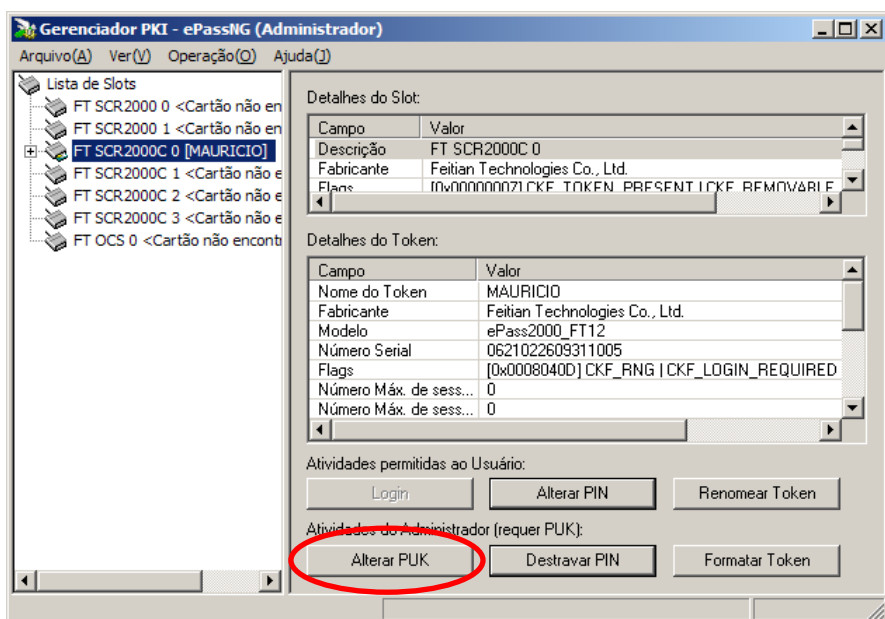 Gerenciador PKI - ePassNG (Administrador)
Arquivo(A) Ver(V) Operação(O) Ajuda(J)
Lista de Slots
FT SCR2000 0 <Cartão não en
FT SCR2000 1 <Cartão não en
FT SCR2000C 0 [MAURICIO]
FT SCR2000C 1 <Cartão não e
FT SCR2000C 2 <Cartão não e
FT SCR2000C 3 <Cartão não e
FT OCS 0 <Cartão não encont
Detalhes do Slot:
Campo Valor
Descrição FT SCR2000C 0
Fabricante Feitian Technologies Co., Ltd.
Flags [0x00000007] CKF_TOKEN_PRESENT | CKF_REMOVABLE
Detalhes do Token:
Campo Valor
Nome do Token MAURICIO
Fabricante Feitian Technologies Co., Ltd.
Modelo ePass2000_FT12
Número Serial 0621022609311005
Flags [0x0008040D] CKF_RNG | CKF_LOGIN_REQUIRED
Número Máx. de sess... 0
Número Máx. de sess... 0
Atividades permitidas ao Usuário:
Login Alterar PIN Renomear Token
Atividades do Administrador (requer PUK):
Alterar PUK Destravar PIN Formatar Token